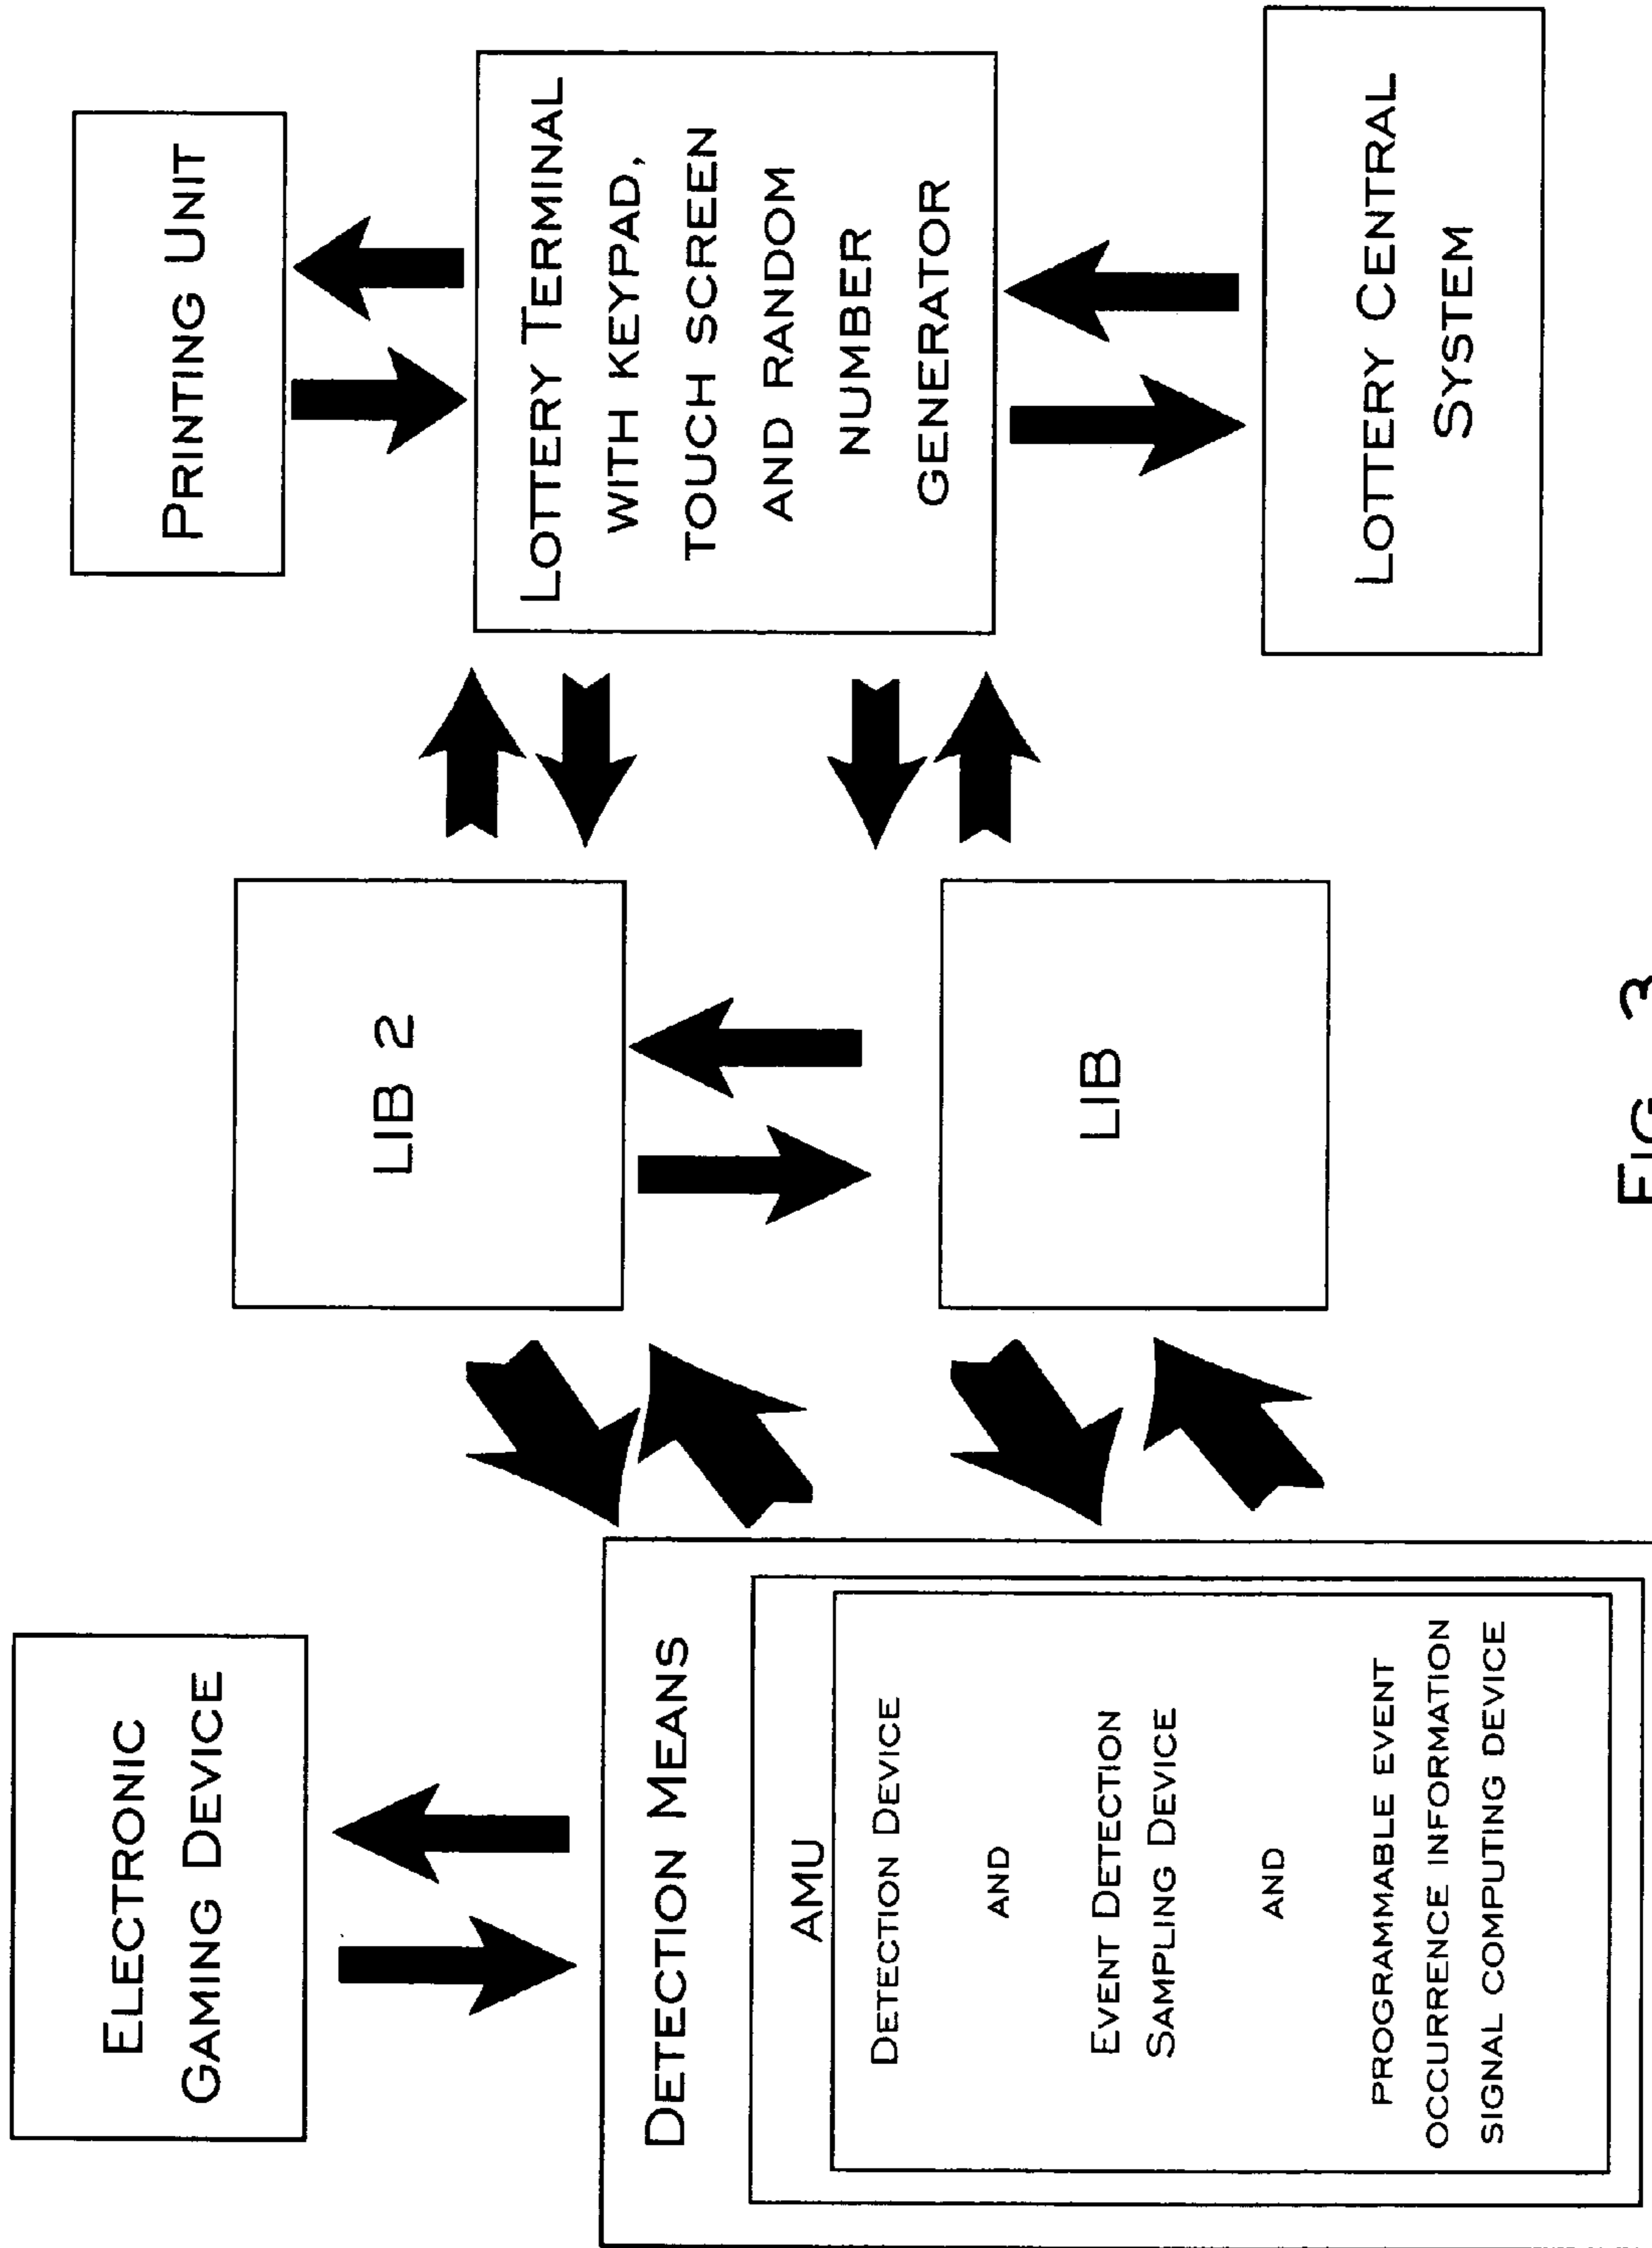 Electronic
Gaming Device
Detection Means
AMU
Detection Device
and
Event Detection
Sampling Device
and
programmable event
occurrence information
signal computing device
LIB 2
LIB
Printing Unit
Lottery Terminal
with keypad,
touch screen
and random
number
generator
Lottery Central
System
Fig. 3